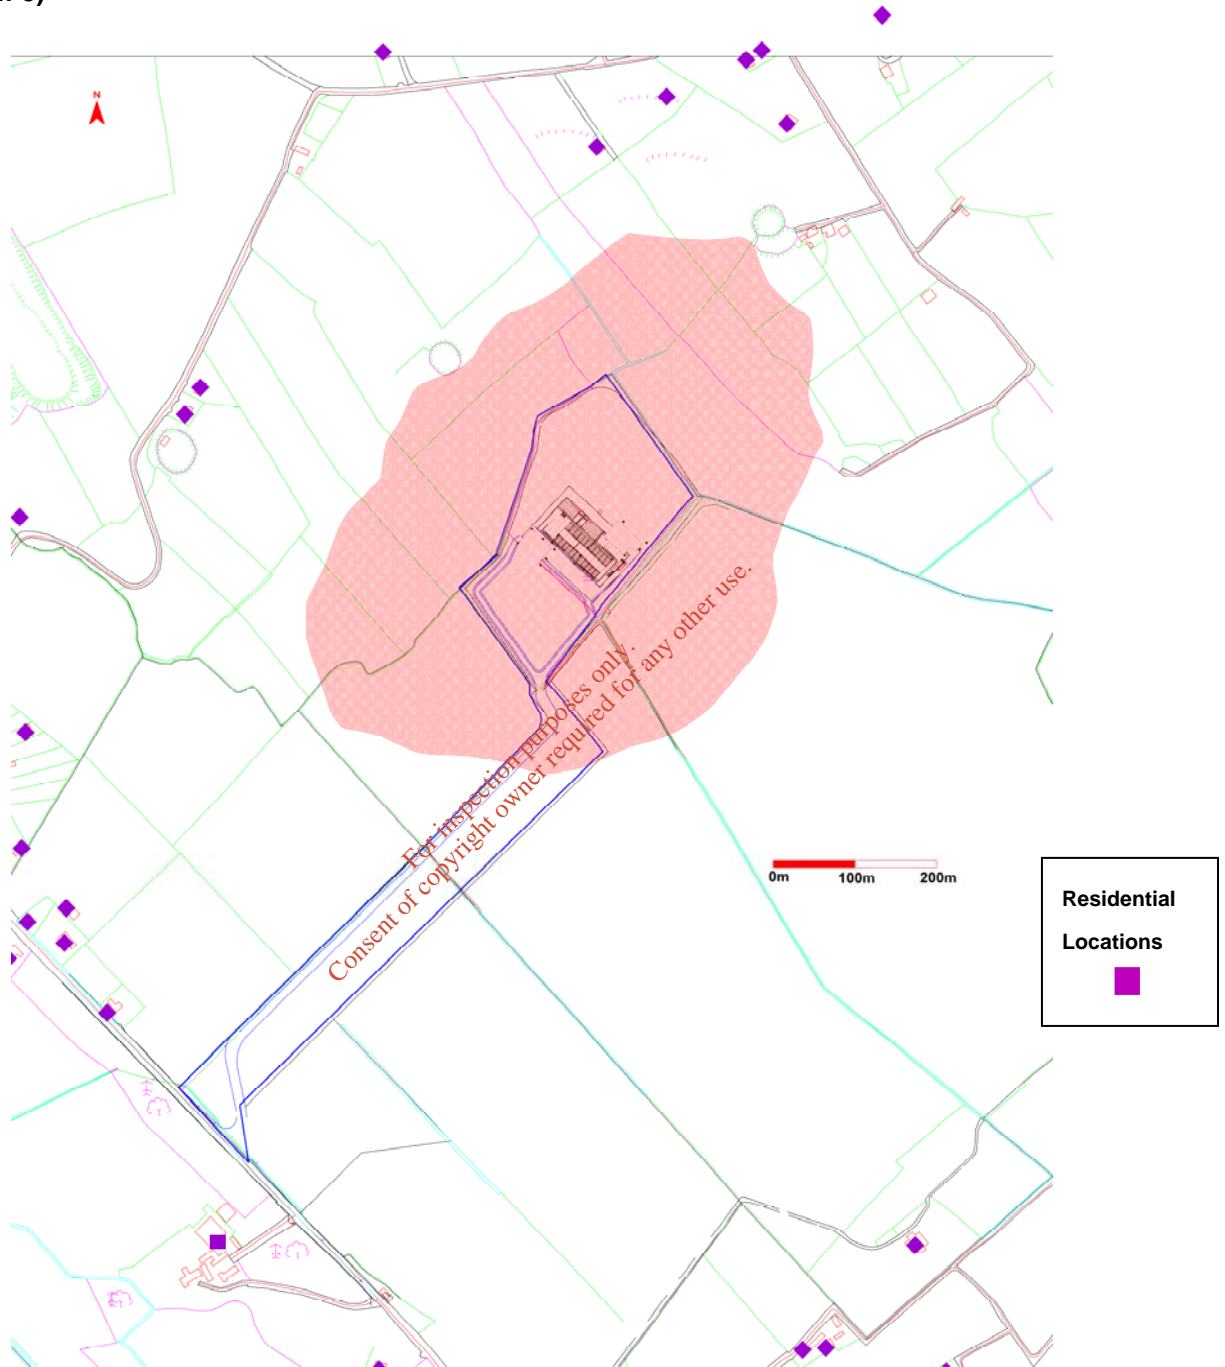 N
For inspection purposes only.
Consent of copyright owner required for any other use.
0m 100m 200m
Residential
Locations